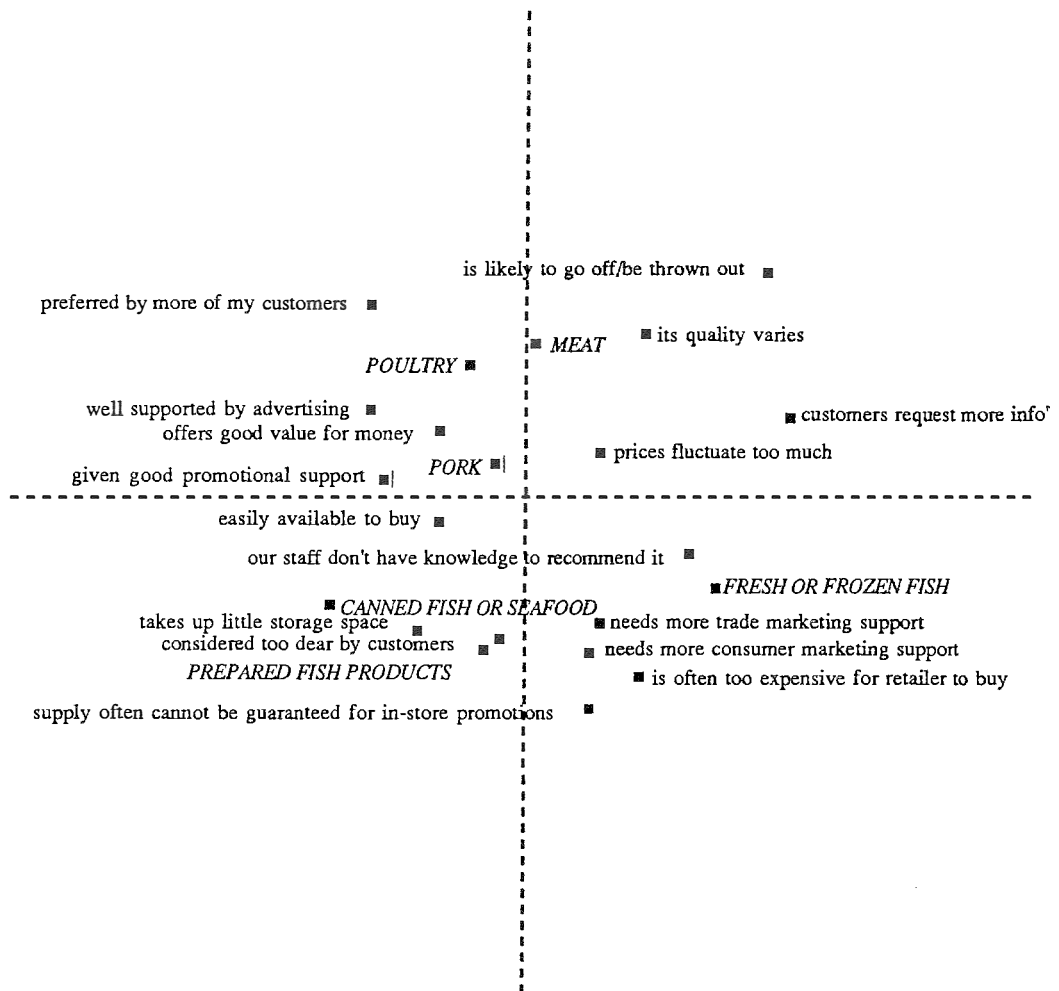 is likely to go off/be thrown out
preferred by more of my customers
its quality varies
MEAT
POULTRY
well supported by advertising
customers request more info'
offers good value for money
prices fluctuate too much
PORK
given good promotional support
easily available to buy
our staff don't have knowledge to recommend it
FRESH OR FROZEN FISH
CANNED FISH OR SEAFOOD
takes up little storage space
needs more trade marketing support
considered too dear by customers
needs more consumer marketing support
PREPARED FISH PRODUCTS
is often too expensive for retailer to buy
supply often cannot be guaranteed for in-store promotions